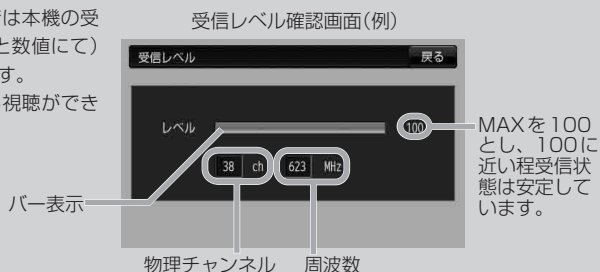 は本機の受
と数値にて)
す。
視聴ができ
受信レベル確認画面(例)
受信レベル
戻る
レベル
100
38 ch 623 MHz
MAXを100
とし、100に
近い程受信状
態は安定して
います。
バー表示
物理チャンネル 周波数